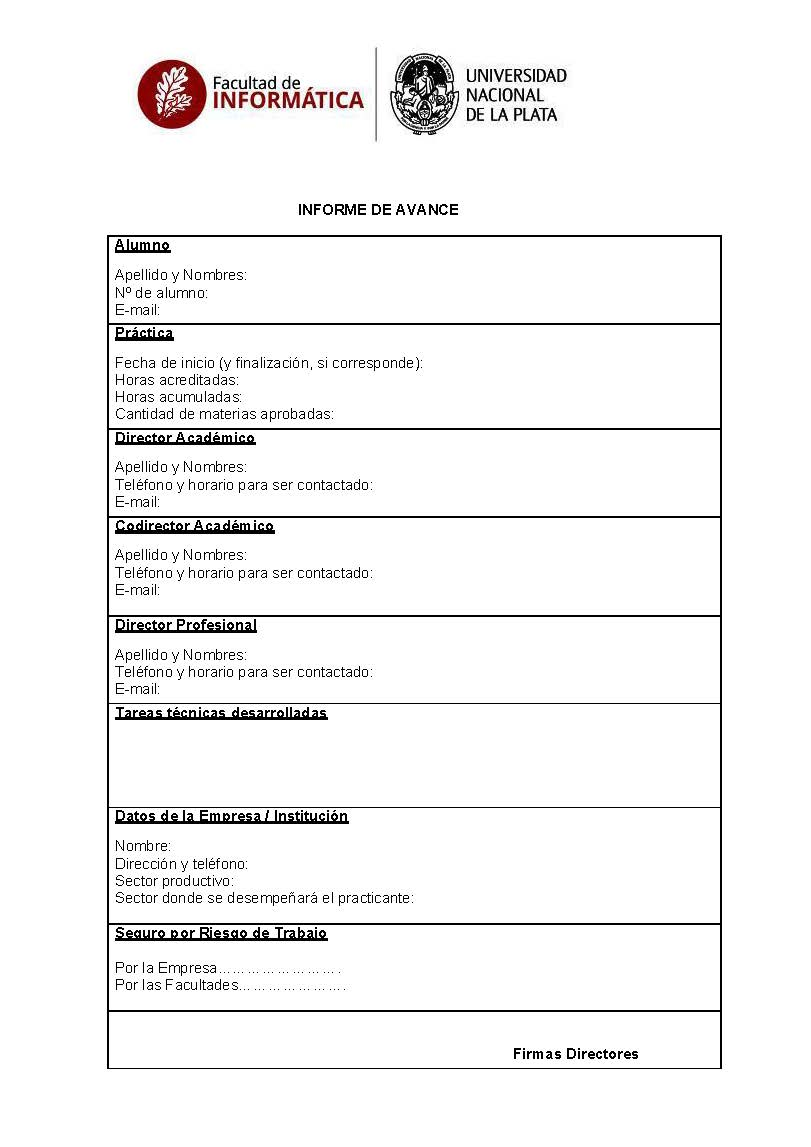 Facultad de
INFORMÁTICA
UNIVERSIDAD
NACIONAL
DE LA PLATA
INFORME DE AVANCE
Alumno
Apellido y Nombres:
Nº de alumno:
E-mail:
Práctica
Fecha de inicio (y finalización, si corresponde):
Horas acreditadas:
Horas acumuladas:
Cantidad de materias aprobadas:
Director Académico
Apellido y Nombres:
Teléfono y horario para ser contactado:
E-mail:
Codirector Académico
Apellido y Nombres:
Teléfono y horario para ser contactado:
E-mail:
Director Profesional
Apellido y Nombres:
Teléfono y horario para ser contactado:
E-mail:
Tareas técnicas desarrolladas
Datos de la Empresa / Institución
Nombre:
Dirección y teléfono:
Sector productivo:
Sector donde se desempeñará el practicante:
Seguro por Riesgo de Trabajo
Por la Empresa…………………….
Por las Facultades………………….
Firmas Directores